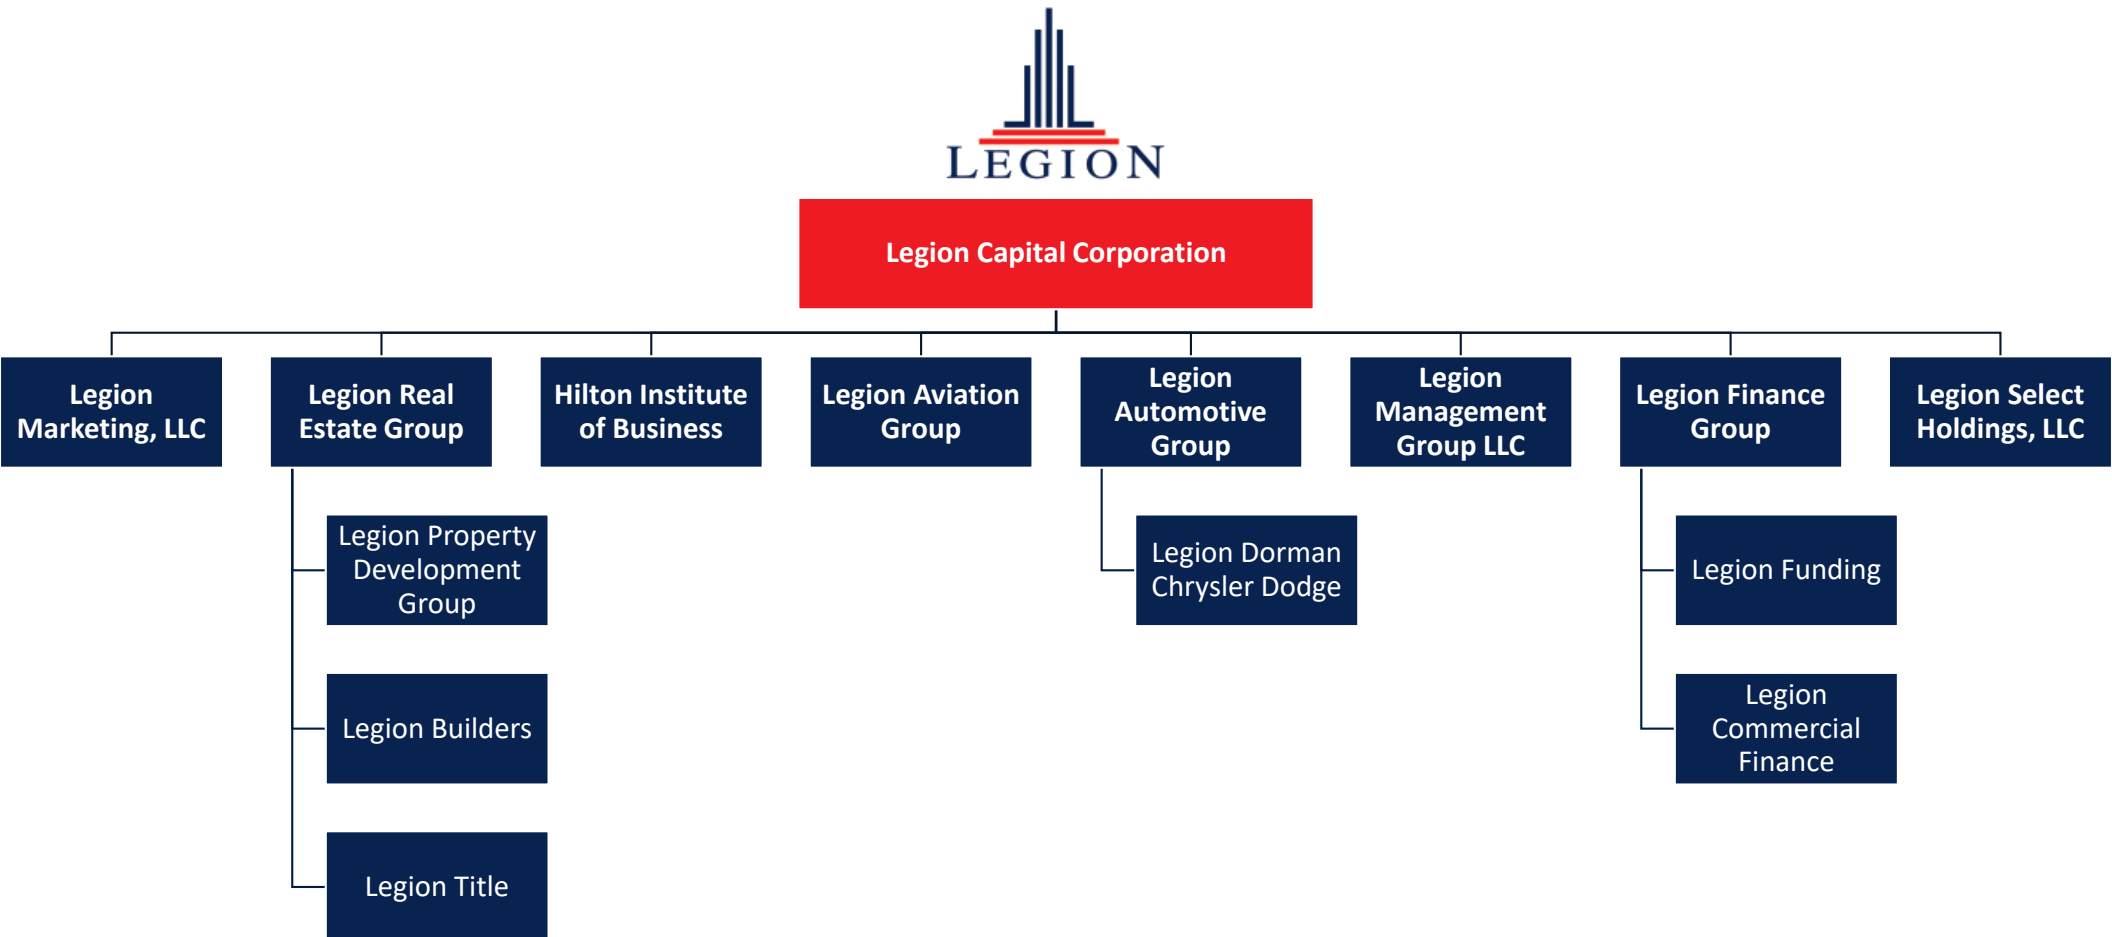 LEGION
Legion Capital Corporation
Legion
Marketing, LLC
Legion Real
Estate Group
Hilton Institute
of Business
Legion Aviation
Group
Legion
Automotive
Group
Legion
Management
Group LLC
Legion Finance
Group
Legion Select
Holdings, LLC
Legion Property
Development
Group
Legion Builders
Legion Title
Legion Dorman
Chrysler Dodge
Legion Funding
Legion
Commercial
Finance